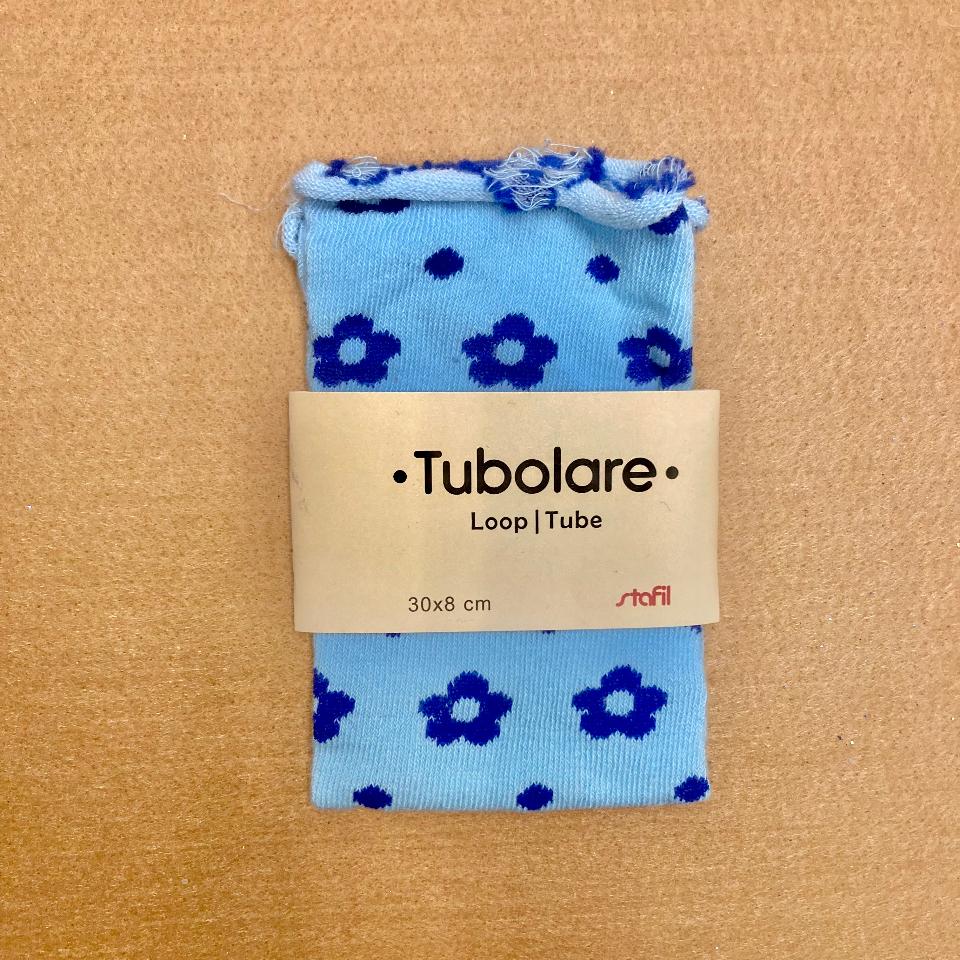 •Tubolare•
Loop|Tube
30x8 cm
stafil